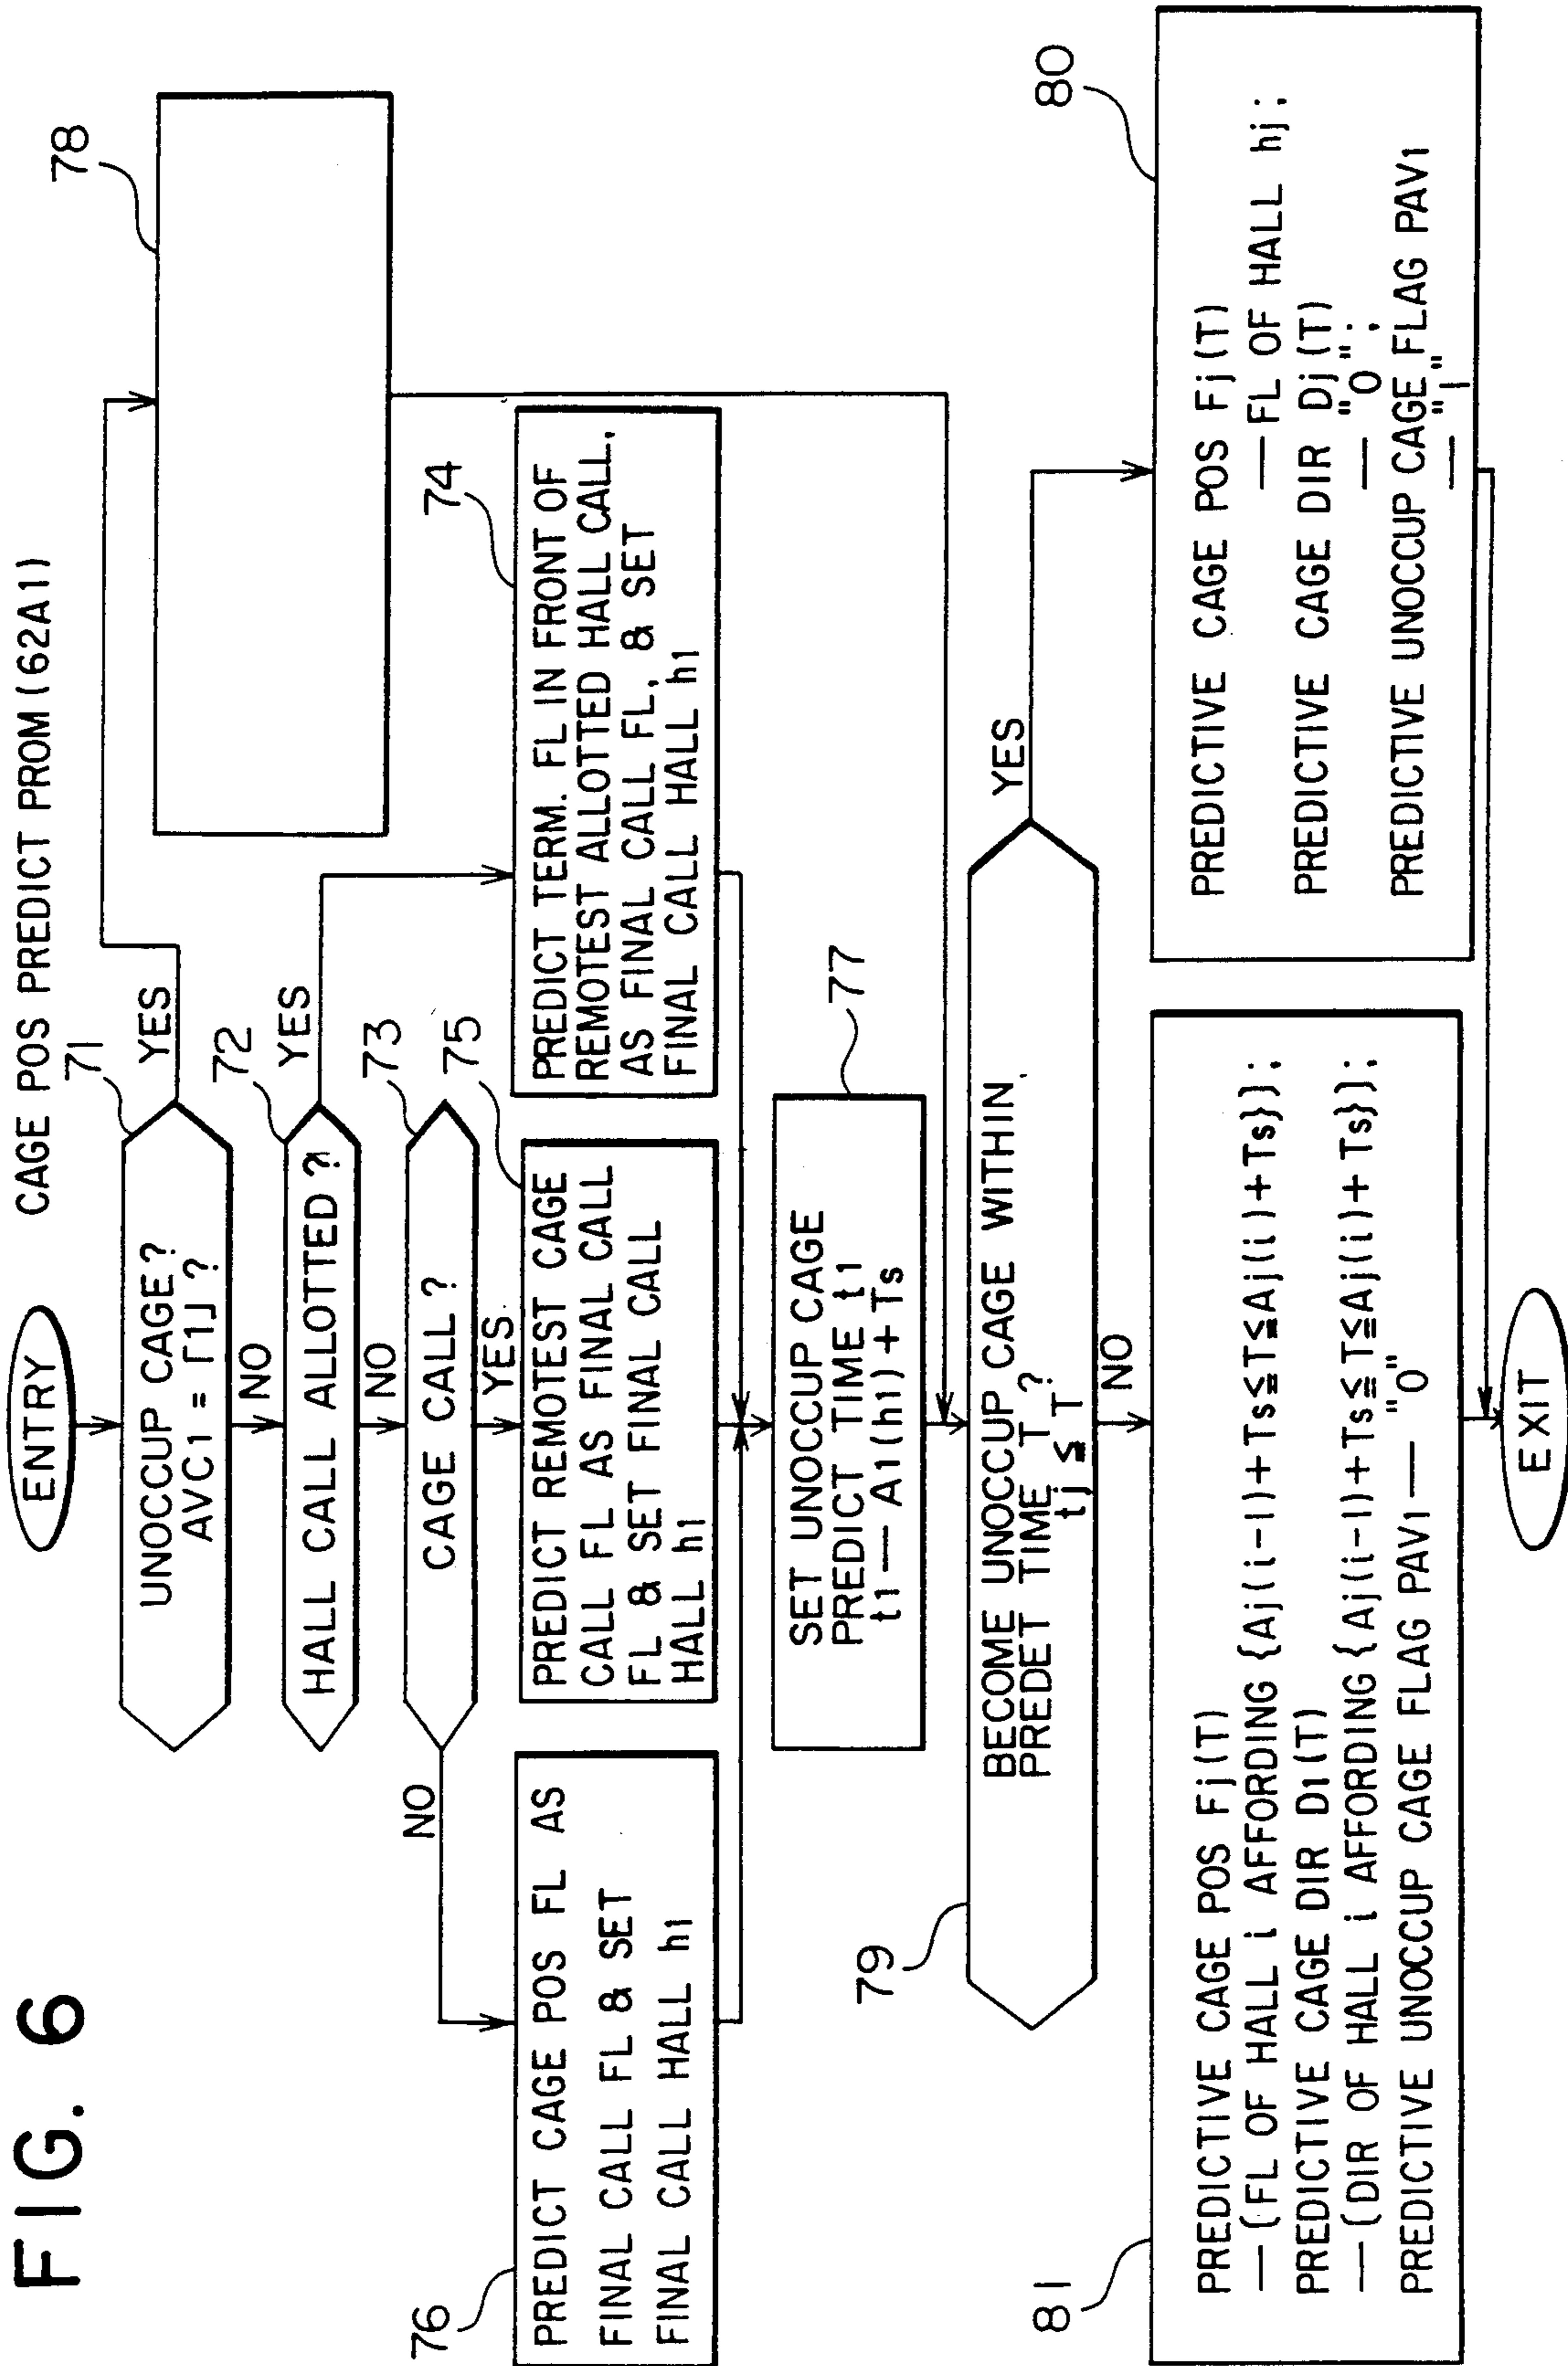 FIG. 6
CAGE POS PREDICT PROM (62A1)
ENTRY
71
UNOCCUP CAGE?
AVC1 = 「1」 ?
YES
NO
78
72
HALL CALL ALLOTTED ?
YES
NO
73
CAGE CALL ?
NO
YES
76
PREDICT CAGE POS FL AS
FINAL CALL FL & SET
FINAL CALL HALL h1
75
PREDICT REMOTEST CAGE
CALL FL AS FINAL CALL
FL & SET FINAL CALL
HALL h1
74
PREDICT TERM. FL IN FRONT OF
REMOTEST ALLOTTED HALL CALL,
AS FINAL CALL FL, & SET
FINAL CALL HALL h1
77
SET UNOCCUP CAGE
PREDICT TIME t1
t1 — A1(h1) + Ts
79
BECOME UNOCCUP CAGE WITHIN
PREDET TIME T ?
tj ≦ T
YES
NO
81
PREDICTIVE CAGE POS Fj(T)
— (FL OF HALL i AFFORDING {Aj(i-1)+Ts≦T≦Aj(i)+Ts});
PREDICTIVE CAGE DIR D1(T)
— (DIR OF HALL i AFFORDING {Aj(i-1)+Ts≦T≦Aj(i)+Ts});
PREDICTIVE UNOCCUP CAGE FLAG PAV1 — "0"
80
PREDICTIVE CAGE POS Fj(T)
— FL OF HALL hj ;
PREDICTIVE CAGE DIR Dj(T)
— "0" ;
PREDICTIVE UNOCCUP CAGE FLAG PAV1
— "1"
EXIT